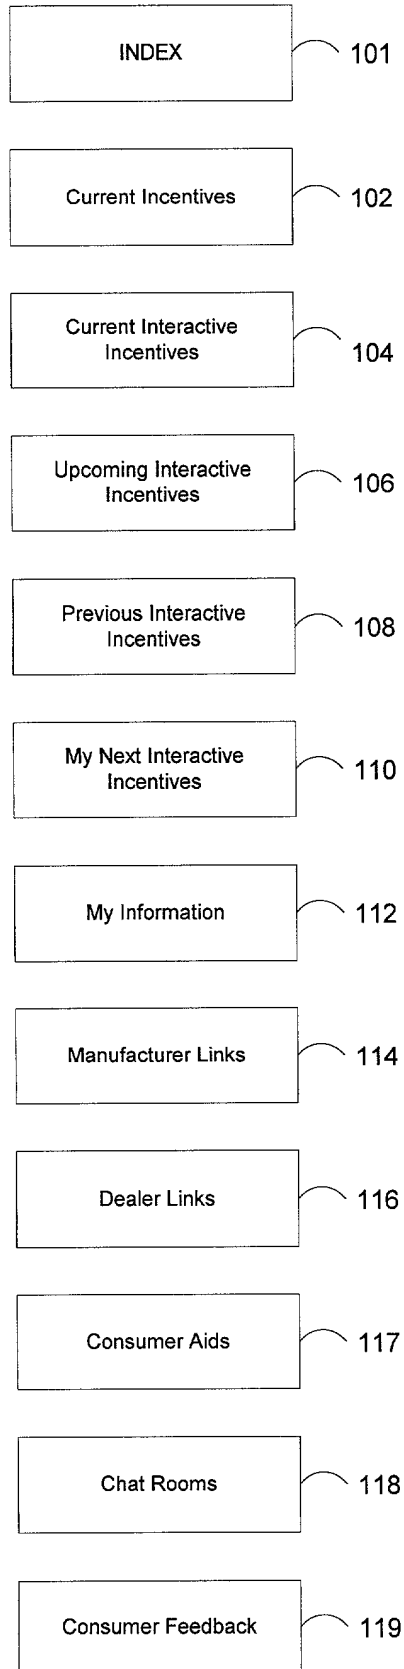 INDEX
101
Current Incentives
102
Current Interactive
Incentives
104
Upcoming Interactive
Incentives
106
Previous Interactive
Incentives
108
My Next Interactive
Incentives
110
My Information
112
Manufacturer Links
114
Dealer Links
116
Consumer Aids
117
Chat Rooms
118
Consumer Feedback
119